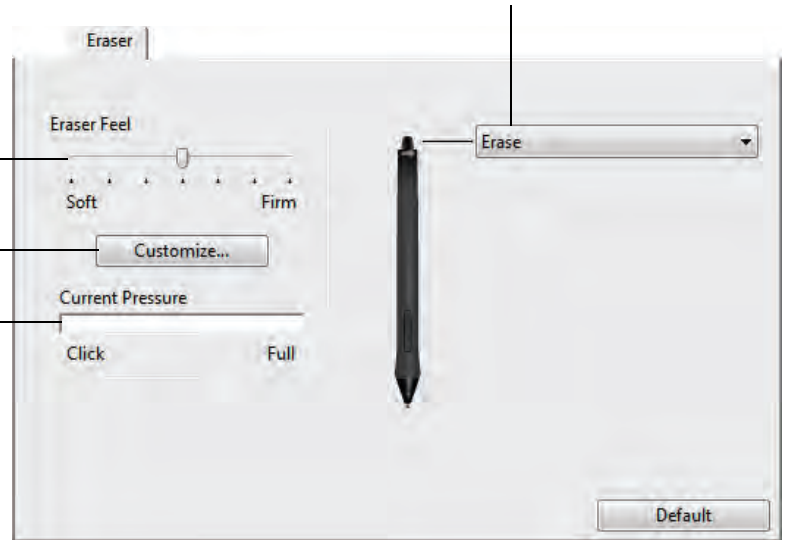 Eraser
Eraser Feel
Erase
Soft Firm
Customize...
Current Pressure
Click Full
Default